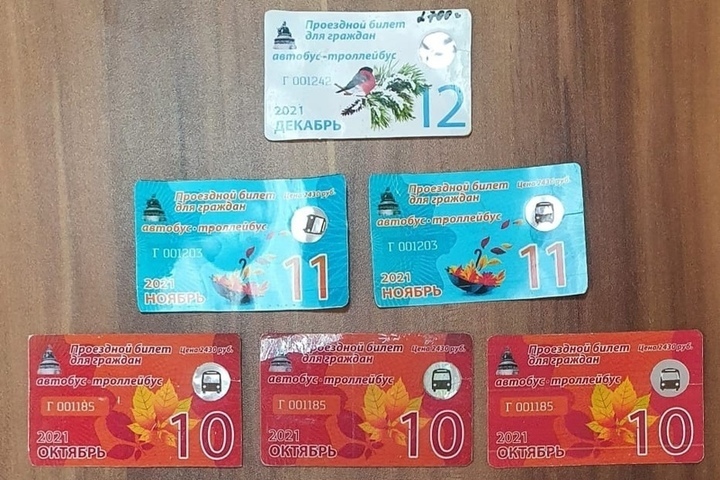 2700 ч
Проездной билет
для граждан
автобус-троллейбус
Г 001242
2021
ДЕКАБРЬ
12
Проездной билет
Цена 2430 руб.
для граждан
автобус-троллейбус
Г 001203
2021
НОЯБРЬ
11
Проездной билет
Цена 2430 руб.
для граждан
автобус-троллейбус
Г 001203
2021
НОЯБРЬ
11
Проездной билет
Цена 2430 руб.
для граждан
автобус-троллейбус
Г 001185
2021
ОКТЯБРЬ
10
Проездной билет
Цена 2430 руб.
для граждан
автобус-троллейбус
Г 001185
2021
ОКТЯБРЬ
10
Проездной билет
Цена 2430 руб.
для граждан
автобус-троллейбус
Г 001185
2021
ОКТЯБРЬ
10